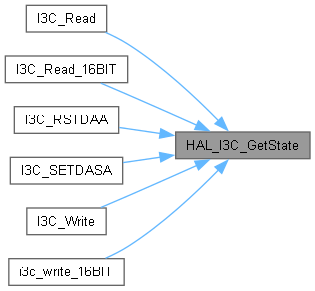 I3C_Read
I3C_Read_16BIT
I3C_RSTDAA
HAL_I3C_GetState
I3C_SETDASA
I3C_Write
i3c_write_16BIT